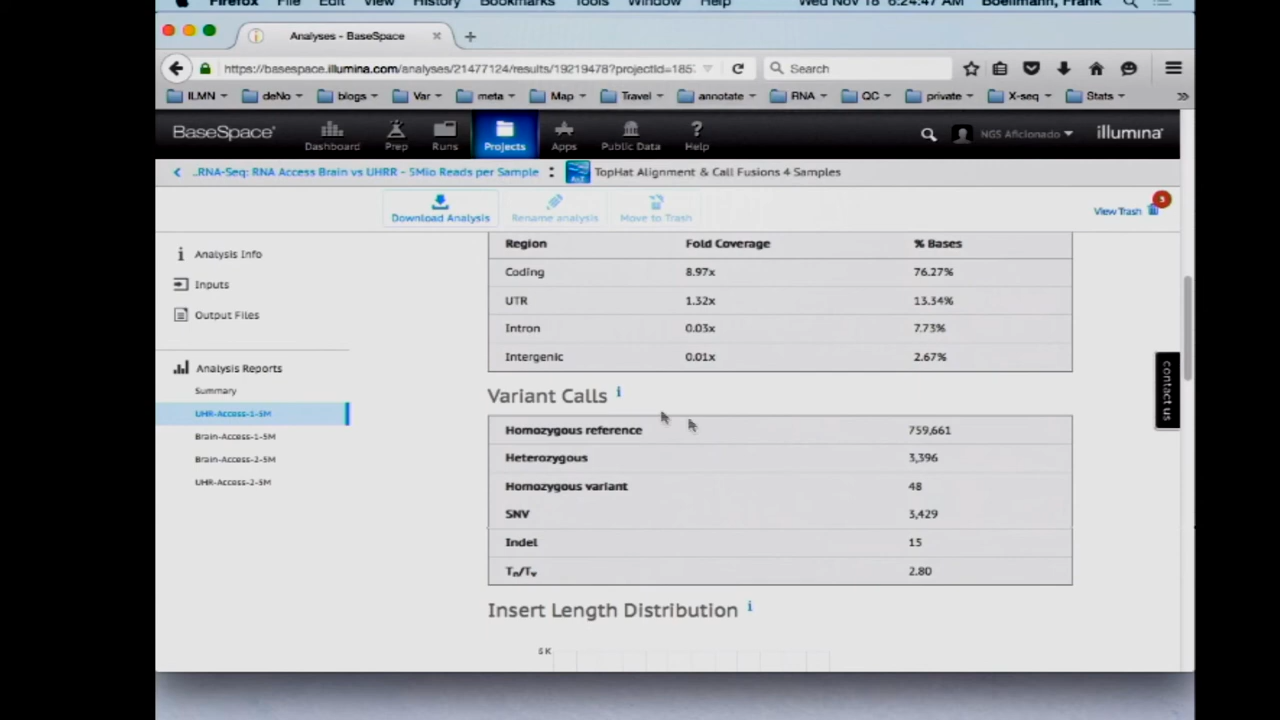 Firefox File Edit View History Bookmarks Tools Window Help Wed Nov 18 6:24:47 AM Boellmann, Frank
Analyses - BaseSpace
https://basespace.illumina.com/analyses/21477124/results/19219478?projectId=185
Search
ILMN deNo blogs Var meta Map Travel annotate RNA QC private X-seq Stats
BaseSpace Dashboard Prep Runs Projects Apps Public Data Help NGS Aficionado illumina
..RNA-Seq: RNA Access Brain vs UHRR - 5Mio Reads per Sample : TopHat Alignment & Call Fusions 4 Samples
Download Analysis Rename analysis Move to Trash View Trash 3
Analysis Info
Inputs
Output Files
Analysis Reports
Summary
UHR-Access-1-5M
Brain-Access-1-5M
Brain-Access-2-5M
UHR-Access-2-5M
Region Fold Coverage % Bases
Coding 8.97x 76.27%
UTR 1.32x 13.34%
Intron 0.03x 7.73%
Intergenic 0.01x 2.67%
Variant Calls i
Homozygous reference 759,661
Heterozygous 3,396
Homozygous variant 48
SNV 3,429
Indel 15
Tn/Tv 2.80
Insert Length Distribution i
contact us